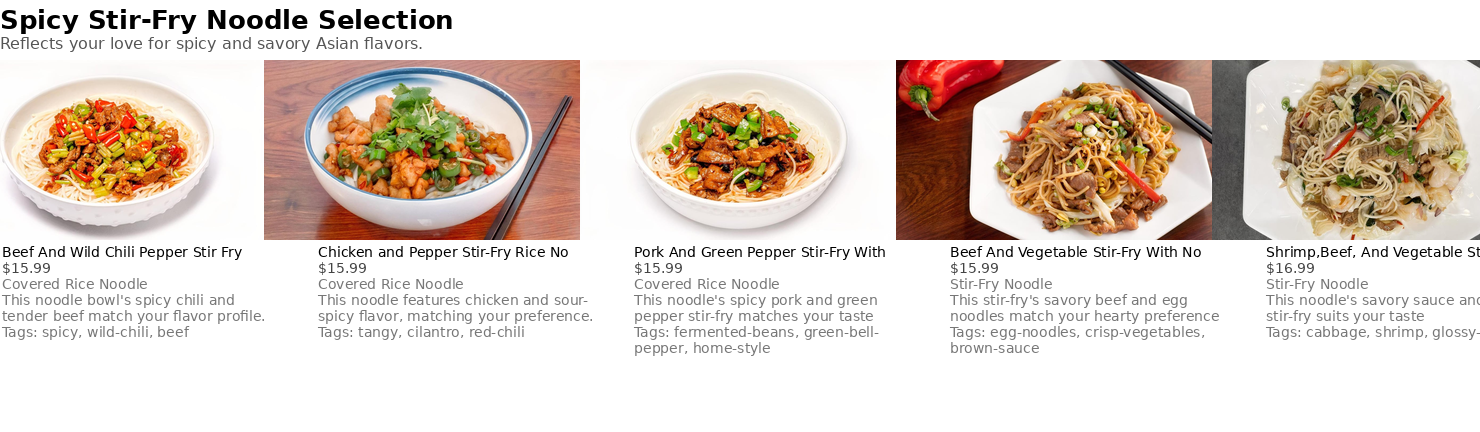 Spicy Stir-Fry Noodle Selection
Reflects your love for spicy and savory Asian flavors.
Beef And Wild Chili Pepper Stir Fry
$15.99
Covered Rice Noodle
This noodle bowl's spicy chili and
tender beef match your flavor profile.
Tags: spicy, wild-chili, beef
Chicken and Pepper Stir-Fry Rice No
$15.99
Covered Rice Noodle
This noodle features chicken and sour-
spicy flavor, matching your preference.
Tags: tangy, cilantro, red-chili
Pork And Green Pepper Stir-Fry With
$15.99
Covered Rice Noodle
This noodle's spicy pork and green
pepper stir-fry matches your taste
Tags: fermented-beans, green-bell-
pepper, home-style
Beef And Vegetable Stir-Fry With No
$15.99
Stir-Fry Noodle
This stir-fry's savory beef and egg
noodles match your hearty preference
Tags: egg-noodles, crisp-vegetables,
brown-sauce
Shrimp,Beef, And Vegetable St
$16.99
Stir-Fry Noodle
This noodle's savory sauce and
stir-fry suits your taste
Tags: cabbage, shrimp, glossy-